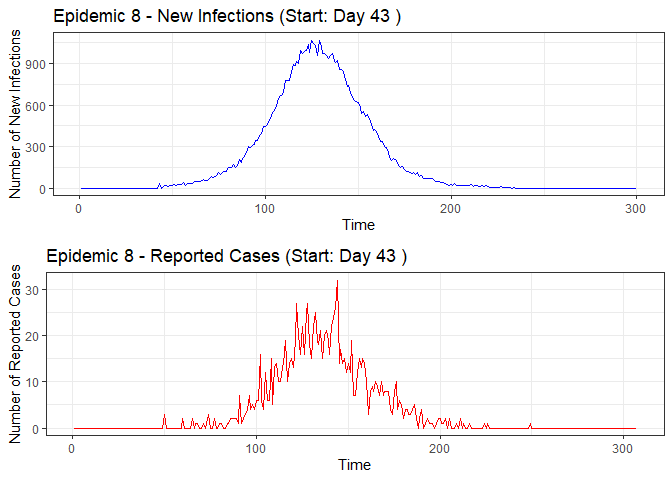 Epidemic 8 - New Infections (Start: Day 43 )
Number of New Infections
900
600
300
0
0 100 200 300
Time
Epidemic 8 - Reported Cases (Start: Day 43 )
Number of Reported Cases
30
20
10
0
0 100 200 300
Time